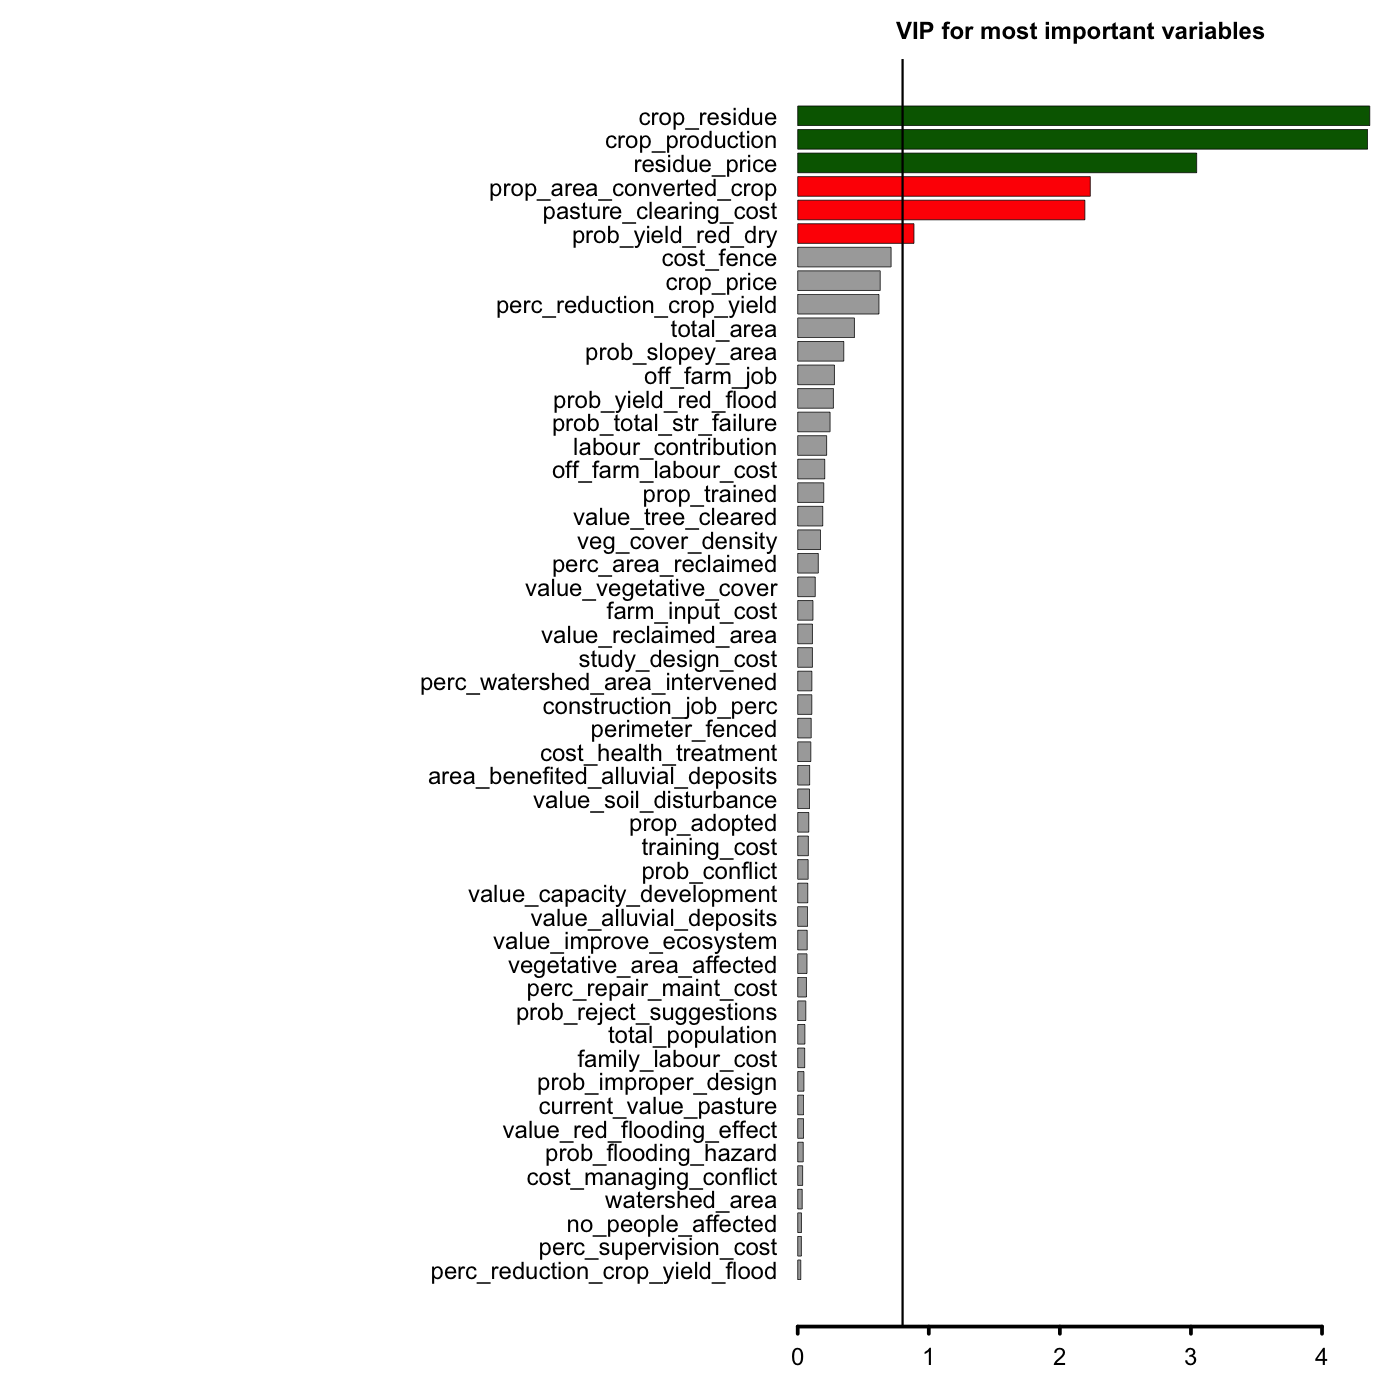 VIP for most important variables
crop_residue
crop_production
residue_price
prop_area_converted_crop
pasture_clearing_cost
prob_yield_red_dry
cost_fence
crop_price
perc_reduction_crop_yield
total_area
prob_slopey_area
off_farm_job
prob_yield_red_flood
prob_total_str_failure
labour_contribution
off_farm_labour_cost
prop_trained
value_tree_cleared
veg_cover_density
perc_area_reclaimed
value_vegetative_cover
farm_input_cost
value_reclaimed_area
study_design_cost
perc_watershed_area_intervened
construction_job_perc
perimeter_fenced
cost_health_treatment
area_benefited_alluvial_deposits
value_soil_disturbance
prop_adopted
training_cost
prob_conflict
value_capacity_development
value_alluvial_deposits
value_improve_ecosystem
vegetative_area_affected
perc_repair_maint_cost
prob_reject_suggestions
total_population
family_labour_cost
prob_improper_design
current_value_pasture
value_red_flooding_effect
prob_flooding_hazard
cost_managing_conflict
watershed_area
no_people_affected
perc_supervision_cost
perc_reduction_crop_yield_flood
0 1 2 3 4